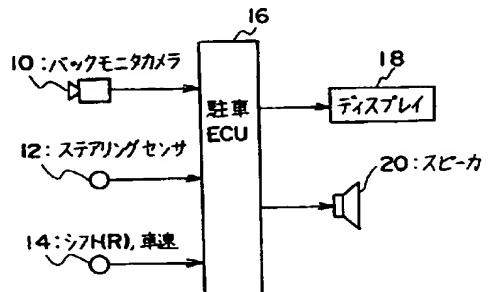 16
10:バックモニタカメラ
駐車
ECU
18
ディスプレイ
12:ステアリングセンサ
20:スピーカ
14:シフト(R),車速